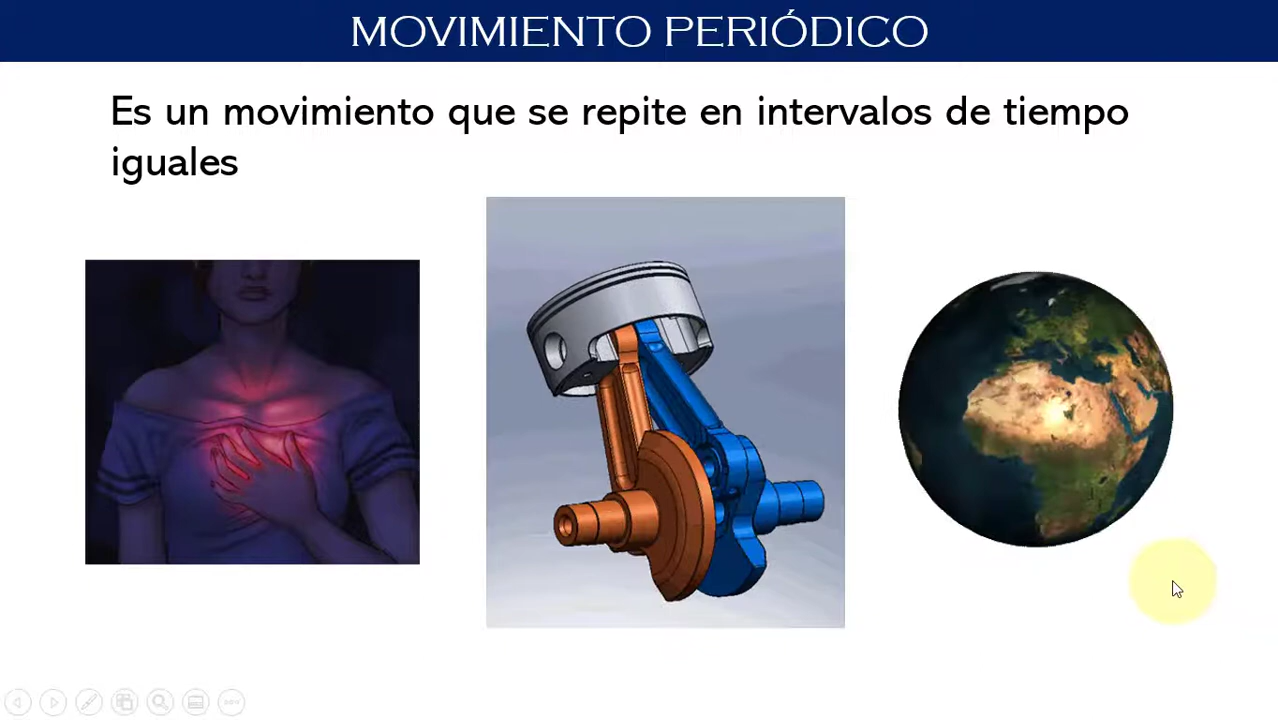 MOVIMIENTO PERIÓDICO
Es un movimiento que se repite en intervalos de tiempo
iguales